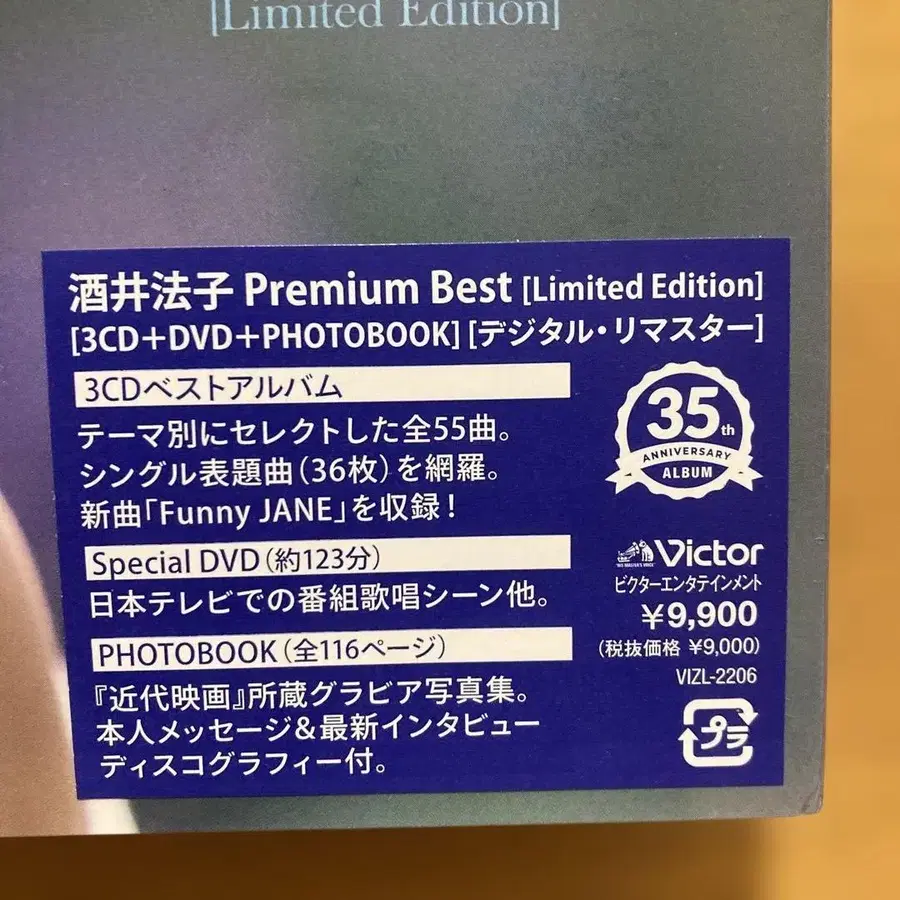 [Limited Edition]
酒井法子 Premium Best [Limited Edition]
[3CD+DVD+PHOTOBOOK] [デジタル・リマスター]
3CDベストアルバム
テーマ別にセレクトした全55曲。
シングル表題曲(36枚)を網羅。
新曲「Funny JANE」を収録!
Special DVD(約123分)
日本テレビでの番組歌唱シーン他。
PHOTOBOOK(全116ページ)
『近代映画』所蔵グラビア写真集。
本人メッセージ&最新インタビュー
ディスコグラフィー付。
35th
ANNIVERSARY
ALBUM
"HIS MASTER'S VOICE"
Victor
ビクターエンタテインメント
¥9,900
(税抜価格 ¥9,000)
VIZL-2206
プラ